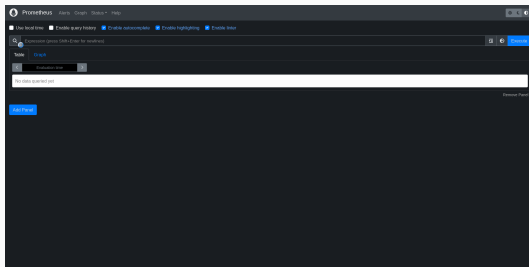 Prometheus Alerts Graph Status Help
Use local time Enable query history Enable autocomplete Enable highlighting Enable linter
Expression (press Shift+Enter for newlines) Execute
Table Graph
Evaluation time
No data queried yet
Remove Panel
Add Panel